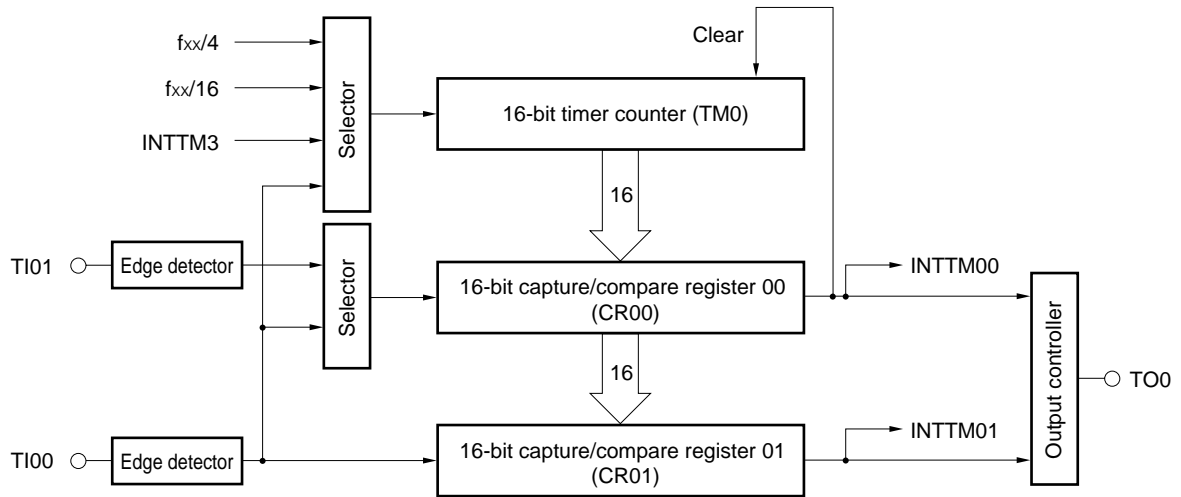 Clear
fxx/4
fxx/16
INTTM3
Selector
16-bit timer counter (TM0)
16
TI01
Edge detector
Selector
16-bit capture/compare register 00
(CR00)
INTTM00
16
Output controller
TO0
TI00
Edge detector
16-bit capture/compare register 01
(CR01)
INTTM01